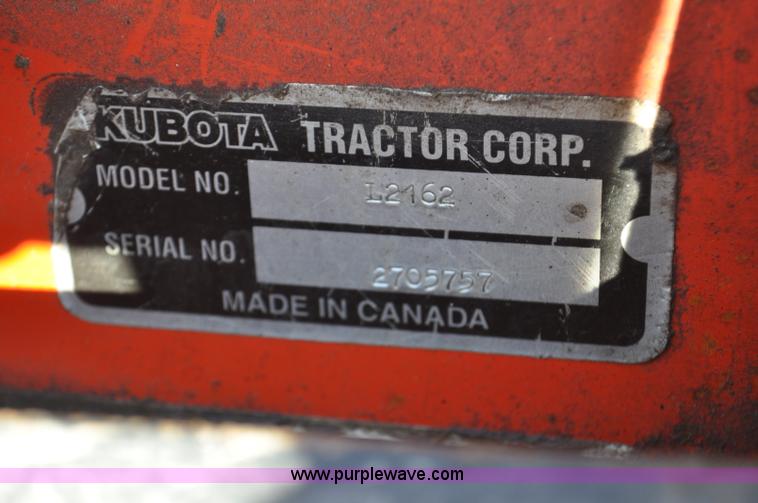 KUBOTA TRACTOR CORP.
MODEL NO. L2162
SERIAL NO. 2705757
MADE IN CANADA
www.purplewave.com